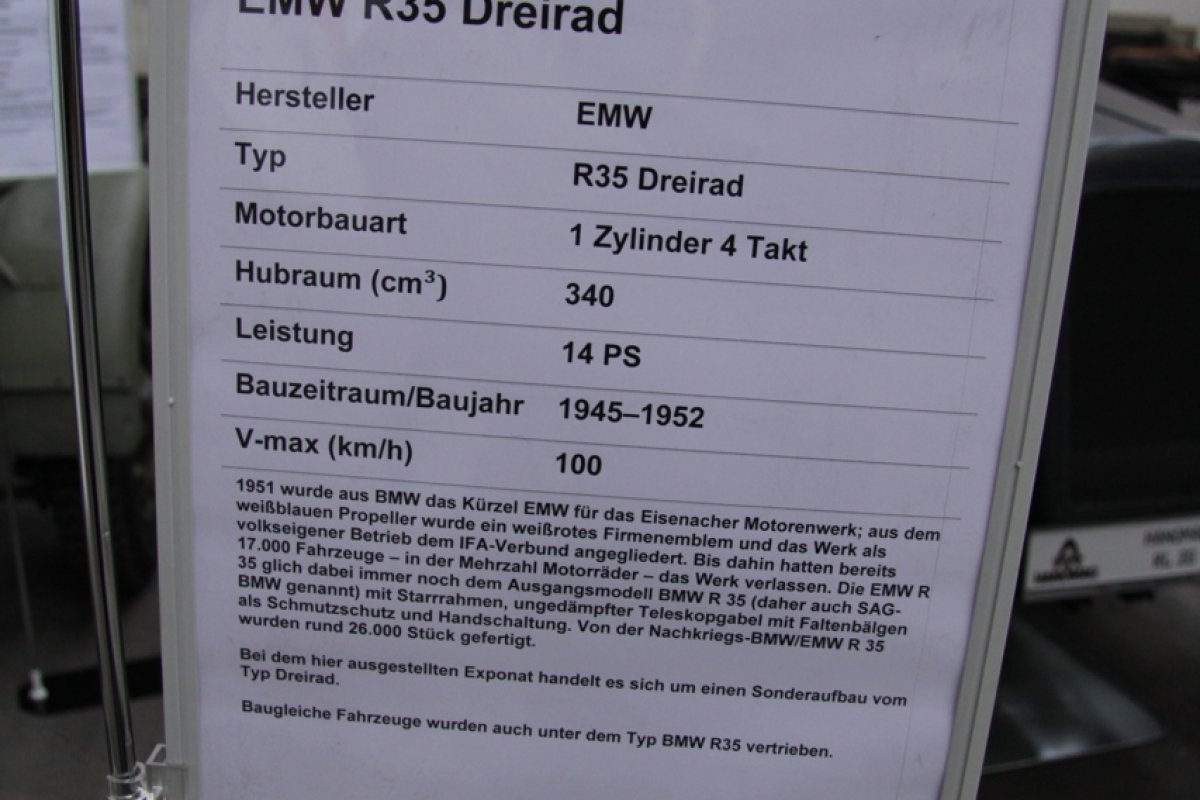 EMW R35 Dreirad
Hersteller EMW
Typ R35 Dreirad
Motorbauart 1 Zylinder 4 Takt
Hubraum (cm³) 340
Leistung 14 PS
Bauzeitraum/Baujahr 1945–1952
V-max (km/h) 100
1951 wurde aus BMW das Kürzel EMW für das Eisenacher Motorenwerk; aus dem
weißblauen Propeller wurde ein weißrotes Firmenemblem und das Werk als
volkseigener Betrieb dem IFA-Verbund angegliedert. Bis dahin hatten bereits
17.000 Fahrzeuge – in der Mehrzahl Motorräder – das Werk verlassen. Die EMW R
35 glich dabei immer noch dem Ausgangsmodell BMW R 35 (daher auch SAG-
BMW genannt) mit Starrrahmen, ungedämpfter Teleskopgabel mit Faltenbälgen
als Schmutzschutz und Handschaltung. Von der Nachkriegs-BMW/EMW R 35
wurden rund 26.000 Stück gefertigt.
Bei dem hier ausgestellten Exponat handelt es sich um einen Sonderaufbau vom
Typ Dreirad.
Baugleiche Fahrzeuge wurden auch unter dem Typ BMW R35 vertrieben.